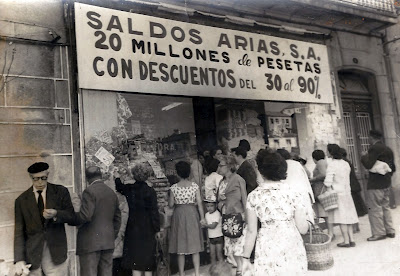 SALDOS ARIAS, S.A.
20 MILLONES de PESETAS
CON DESCUENTOS DEL 30 al 90%